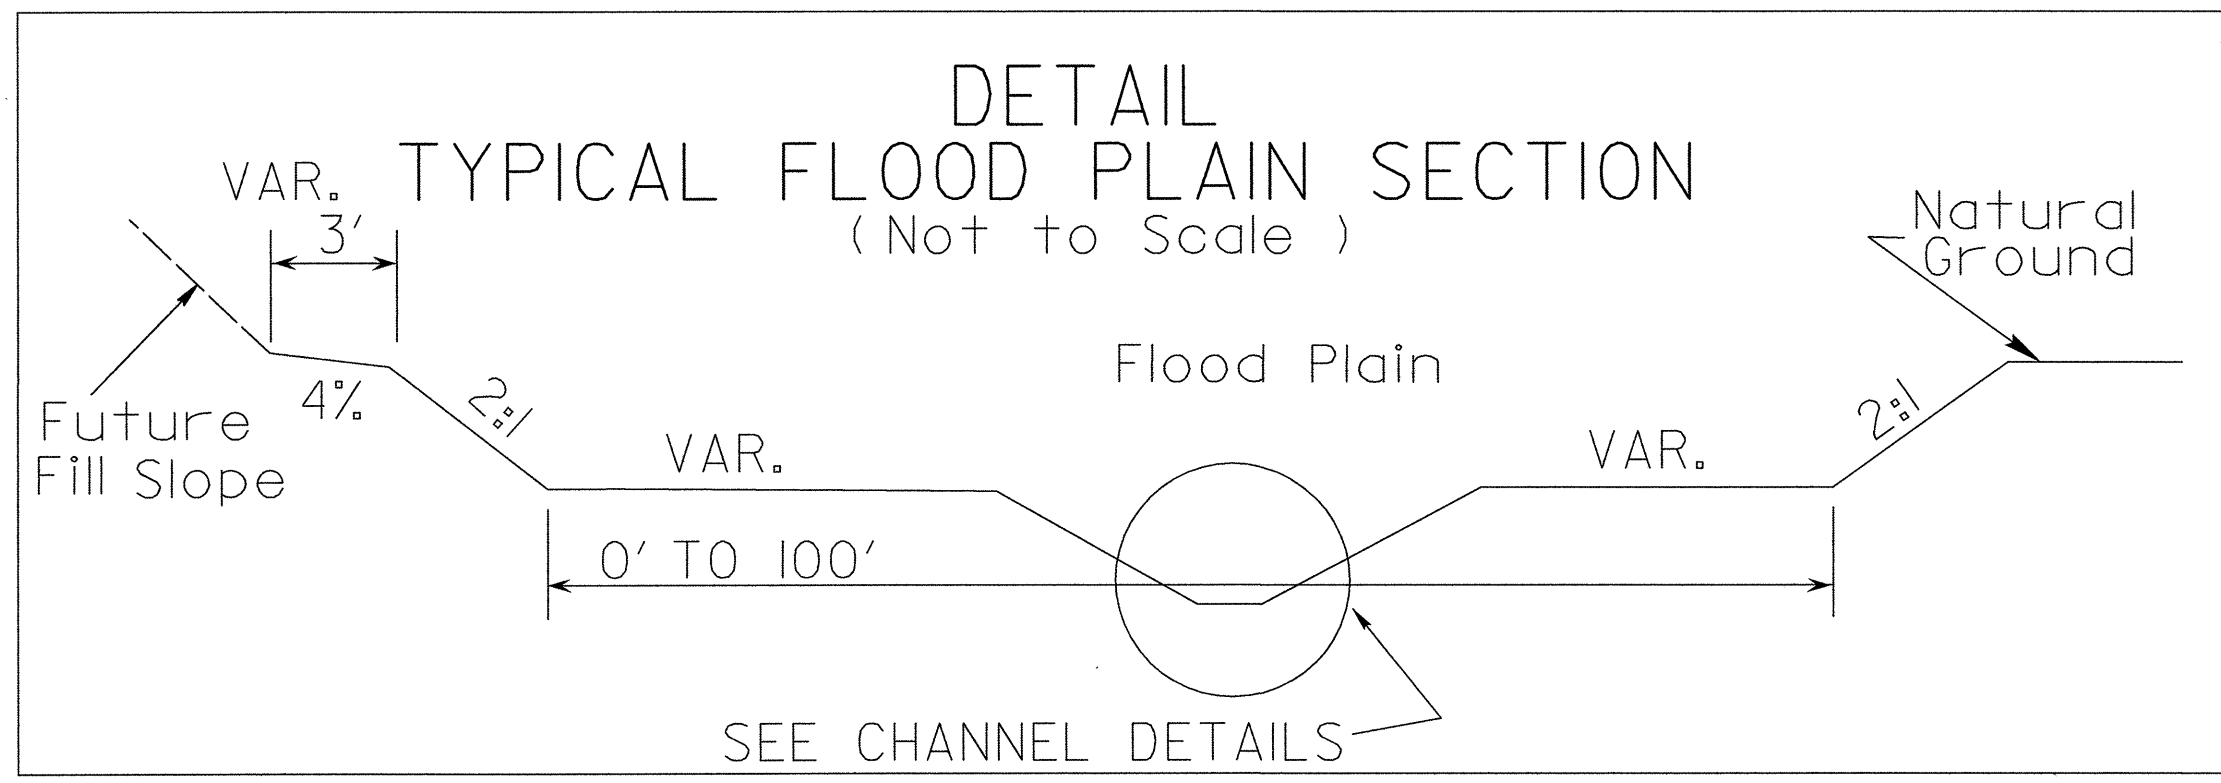 DETAIL
TYPICAL FLOOD PLAIN SECTION
( Not to Scale )
VAR.
3'
Natural
Ground
Flood Plain
4%
2:1
2:1
Future
Fill Slope
VAR.
VAR.
0' TO 100'
SEE CHANNEL DETAILS